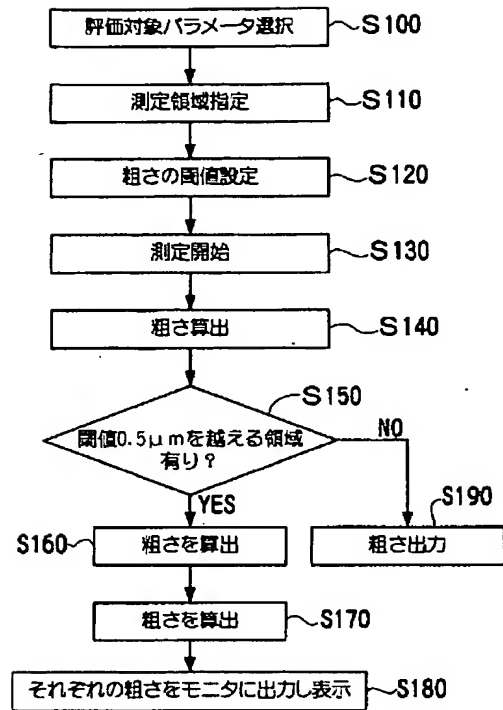 評価対象パラメータ選択 S100
測定領域指定 S110
粗さの閾値設定 S120
測定開始 S130
粗さ算出 S140
S150
閾値0.5μmを越える領域
有り?
NO
YES
S190
S160 粗さを算出
粗さ出力
粗さを算出 S170
それぞれの粗さをモニタに出力し表示 S180